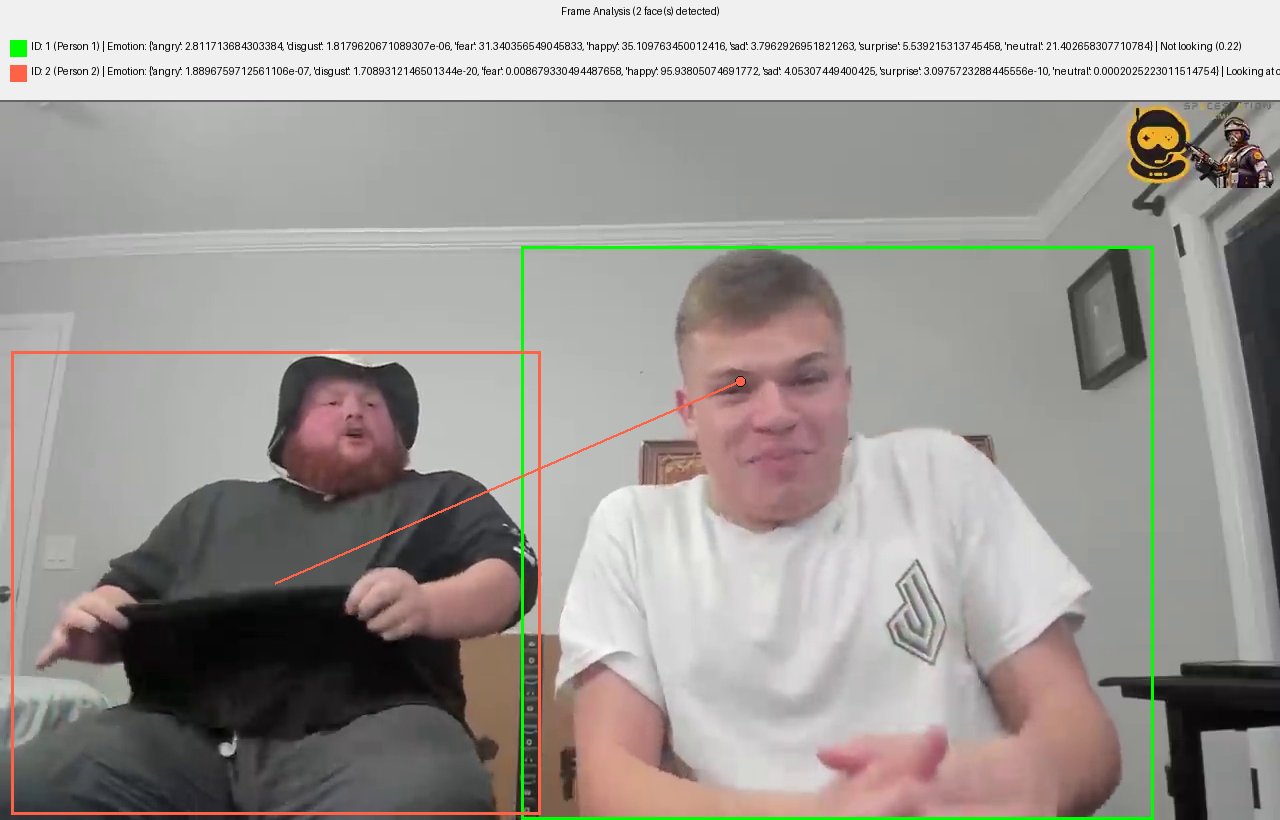 Frame Analysis (2 face(s) detected)
ID: 1 (Person 1) | Emotion: {'angry': 2.811713684303384, 'disgust': 1.8179620671089307e-06, 'fear': 31.340356549045833, 'happy': 35.109763450012416, 'sad': 3.7962926951821263, 'surprise': 5.539215313745458, 'neutral': 21.402658307710784} | Not looking (0.22)
ID: 2 (Person 2) | Emotion: {'angry': 1.8896759712561106e-07, 'disgust': 1.7089312146501344e-20, 'fear': 0.008679330494487658, 'happy': 95.93805074691772, 'sad': 4.05307449400425, 'surprise': 3.0975723288445556e-10, 'neutral': 0.0002025223011514754} | Looking at